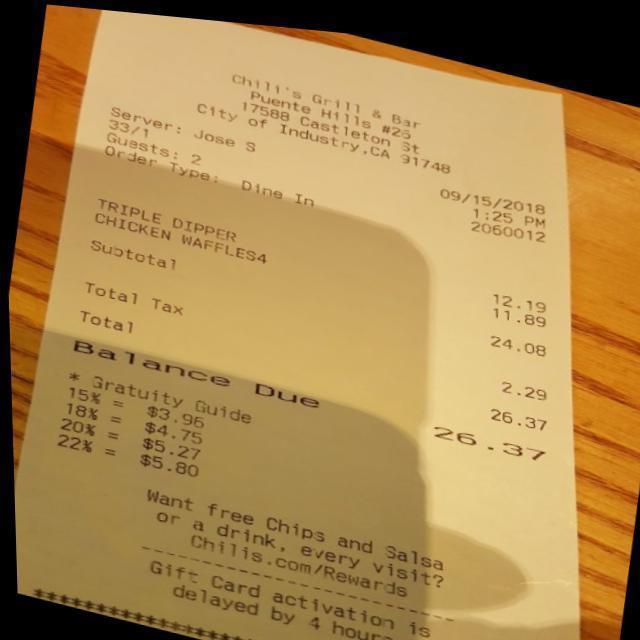 Chili's Grill & Bar
Puente Hills #26
17588 Castleton St
City of Industry,CA 91748
Server: Jose S 09/15/2018
33/1 1:25 PM
Guests: 2 2060012
Order Type: Dine In
TRIPLE DIPPER 12.19
CHICKEN WAFFLES4 11.89
Subtotal 24.08
Total Tax 2.29
Total 26.37
Balance Due 26.37
* Gratuity Guide
15% = $3.96
18% = $4.75
20% = $5.27
22% = $5.80
Want free Chips and Salsa
or a drink, every visit?
Chilis.com/Rewards
--------------------------------
Gift Card activation is
delayed by 4 hours